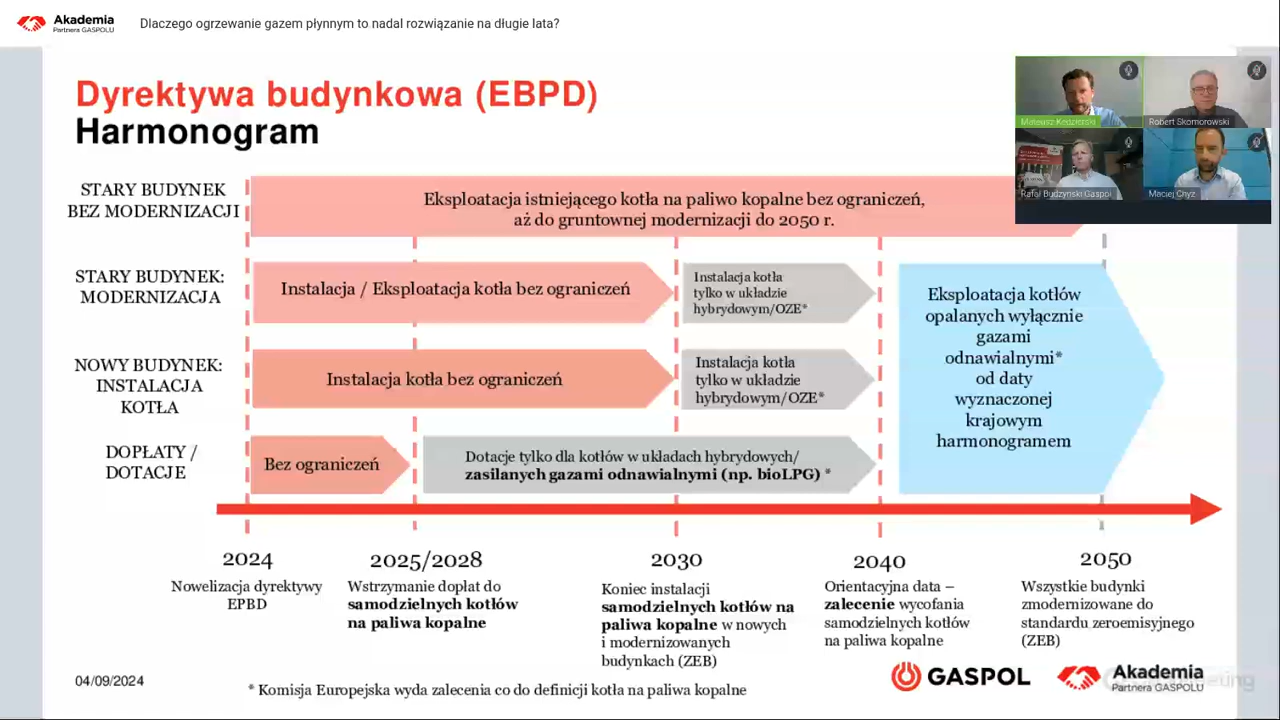 Akademia
Partnera GASPOLU
Dlaczego ogrzewanie gazem płynnym to nadal rozwiązanie na długie lata?
Dyrektywa budynkowa (EBPD)
Harmonogram
Mateusz Kędzierski
Robert Skomorowski
Rafał Budzyński Gaspol
Maciej Chyz
STARY BUDYNEK
BEZ MODERNIZACJI
Eksploatacja istniejącego kotła na paliwo kopalne bez ograniczeń,
aż do gruntownej modernizacji do 2050 r.
STARY BUDYNEK:
MODERNIZACJA
Instalacja / Eksploatacja kotła bez ograniczeń
Instalacja kotła
tylko w układzie
hybrydowym/OZE*
NOWY BUDYNEK:
INSTALACJA
KOTŁA
Instalacja kotła bez ograniczeń
Instalacja kotła
tylko w układzie
hybrydowym/OZE*
DOPŁATY /
DOTACJE
Bez ograniczeń
Dotacje tylko dla kotłów w układach hybrydowych/
zasilanych gazami odnawialnymi (np. bioLPG) *
Eksploatacja kotłów
opalanych wyłącznie
gazami
odnawialnymi*
od daty
wyznaczonej
krajowym
harmonogramem
2024
Nowelizacja dyrektywy
EPBD
2025/2028
Wstrzymanie dopłat do
samodzielnych kotłów
na paliwa kopalne
2030
Koniec instalacji
samodzielnych kotłów na
paliwa kopalne w nowych
i modernizowanych
budynkach (ZEB)
2040
Orientacyjna data –
zalecenie wycofania
samodzielnych kotłów
na paliwa kopalne
2050
Wszystkie budynki
zmodernizowane do
standardu zeroemisyjnego
(ZEB)
04/09/2024
* Komisja Europejska wyda zalecenia co do definicji kotła na paliwa kopalne
GASPOL
Akademia
Partnera GASPOLU